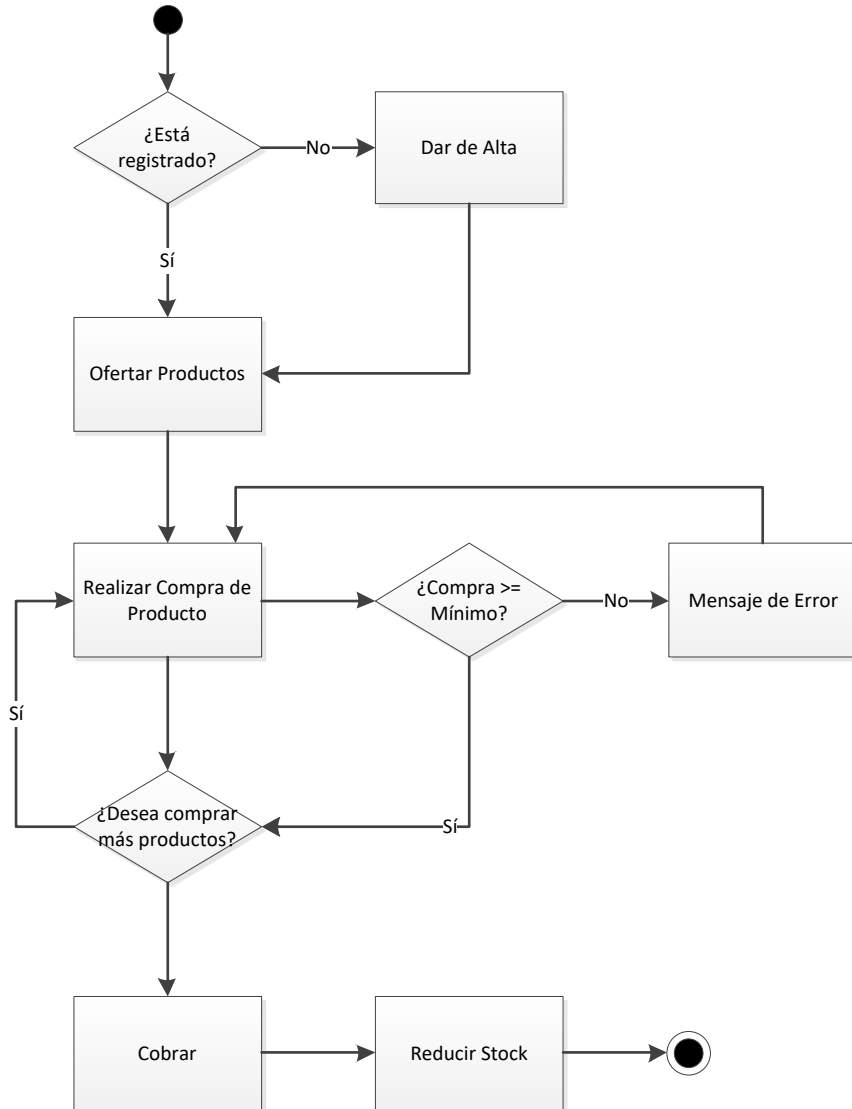 ¿Está
registrado?
No
Dar de Alta
Sí
Ofertar Productos
Realizar Compra de
Producto
¿Compra >=
Mínimo?
No
Mensaje de Error
Sí
¿Desea comprar
más productos?
Sí
Cobrar
Reducir Stock